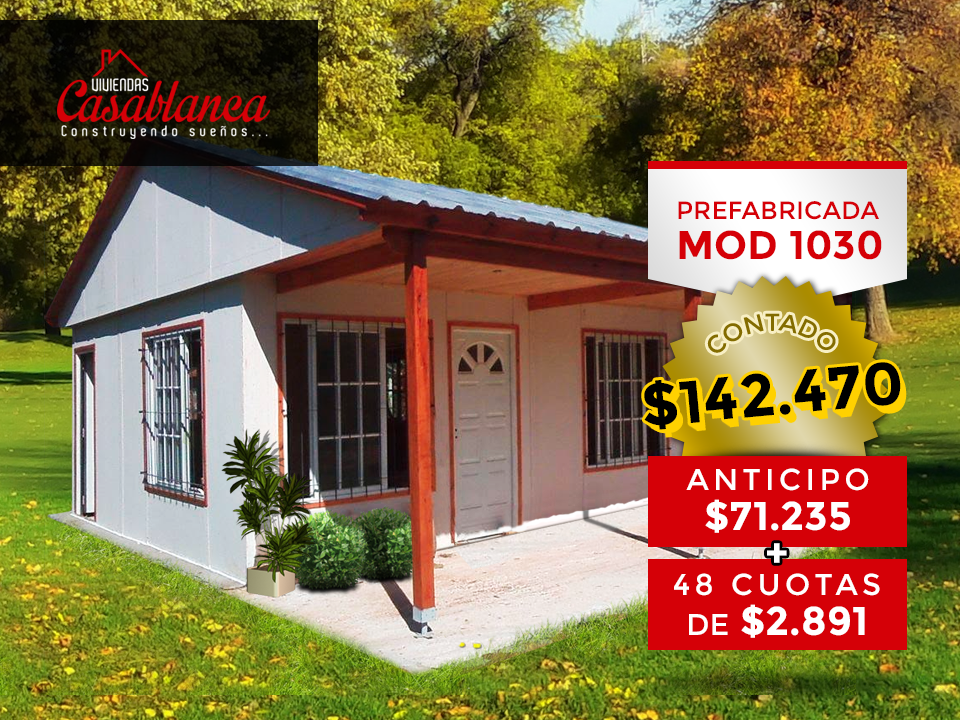 VIVIENDAS
Casablanca
Construyendo sueños...
PREFABRICADA
MOD 1030
CONTADO
$142.470
ANTICIPO
$71.235
+
48 CUOTAS
DE $2.891